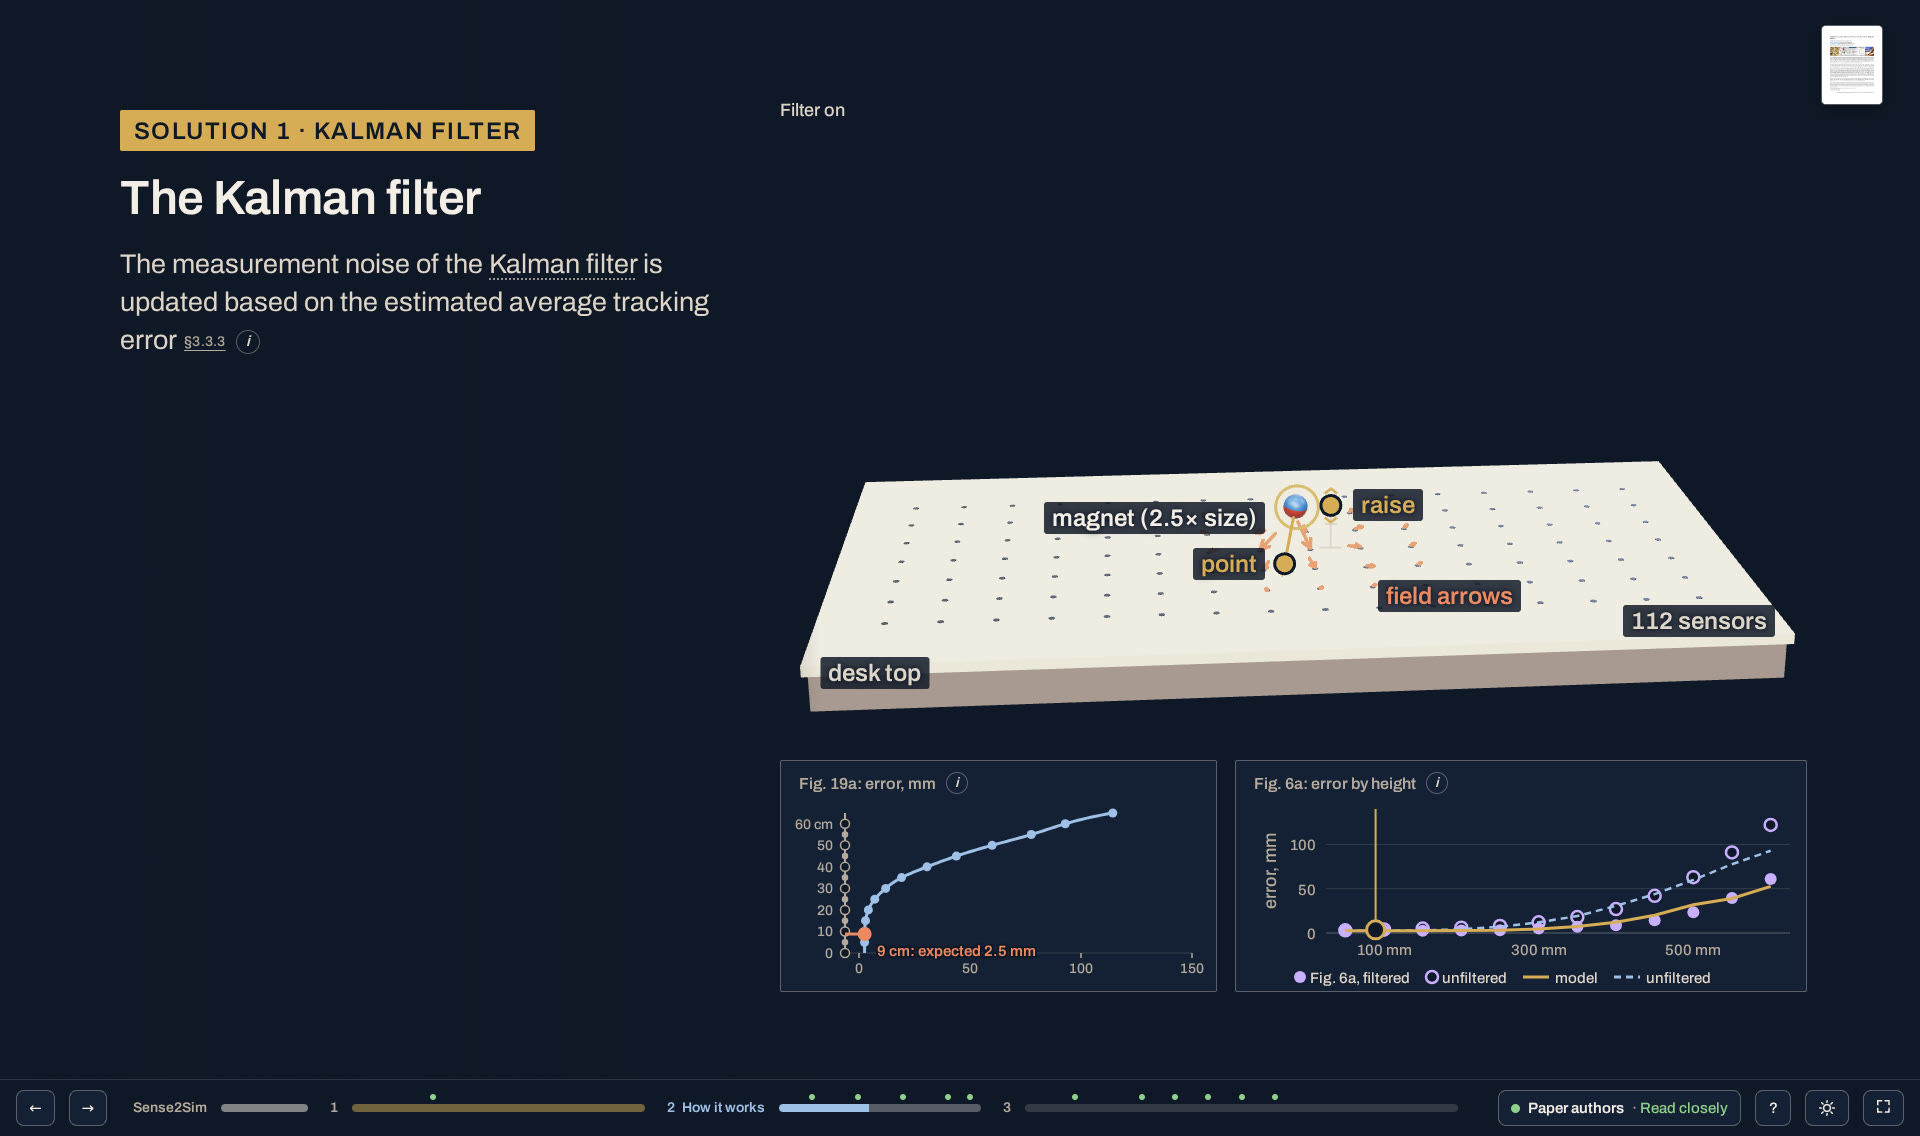 SOLUTION 1 · KALMAN FILTER
The Kalman filter
The measurement noise of the Kalman filter is
updated based on the estimated average tracking
error §3.3.3 i
Filter on
magnet (2.5× size)
raise
point
field arrows
112 sensors
desk top
Fig. 19a: error, mm i
60 cm
50
40
30
20
10
0
9 cm: expected 2.5 mm
0 50 100 150
Fig. 6a: error by height i
error, mm
100
50
0
100 mm 300 mm 500 mm
Fig. 6a, filtered unfiltered model unfiltered
← → Sense2Sim 1 2 How it works 3 Paper authors · Read closely ?